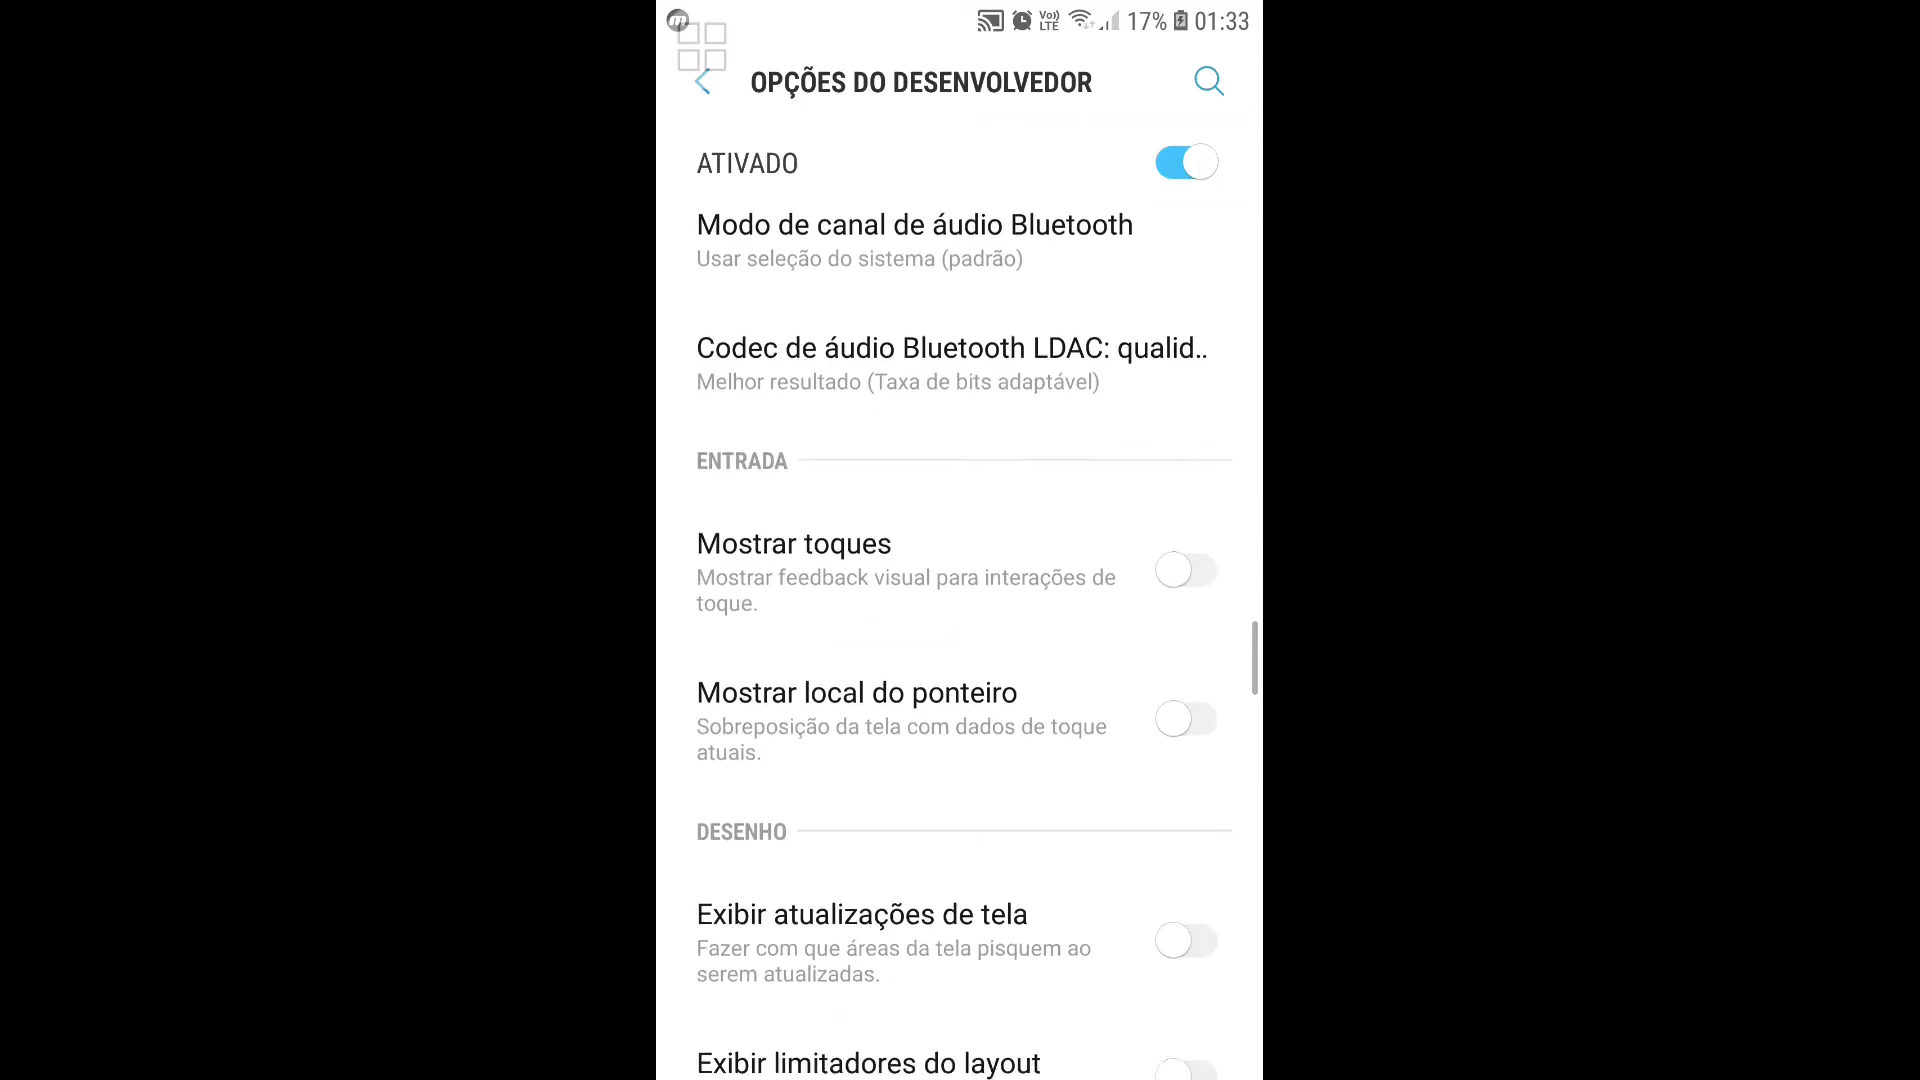 Vo))
LTE
17% 01:33
OPÇÕES DO DESENVOLVEDOR
ATIVADO
Modo de canal de áudio Bluetooth
Usar seleção do sistema (padrão)
Codec de áudio Bluetooth LDAC: qualid..
Melhor resultado (Taxa de bits adaptável)
ENTRADA
Mostrar toques
Mostrar feedback visual para interações de
toque.
Mostrar local do ponteiro
Sobreposição da tela com dados de toque
atuais.
DESENHO
Exibir atualizações de tela
Fazer com que áreas da tela pisquem ao
serem atualizadas.
Exibir limitadores do layout